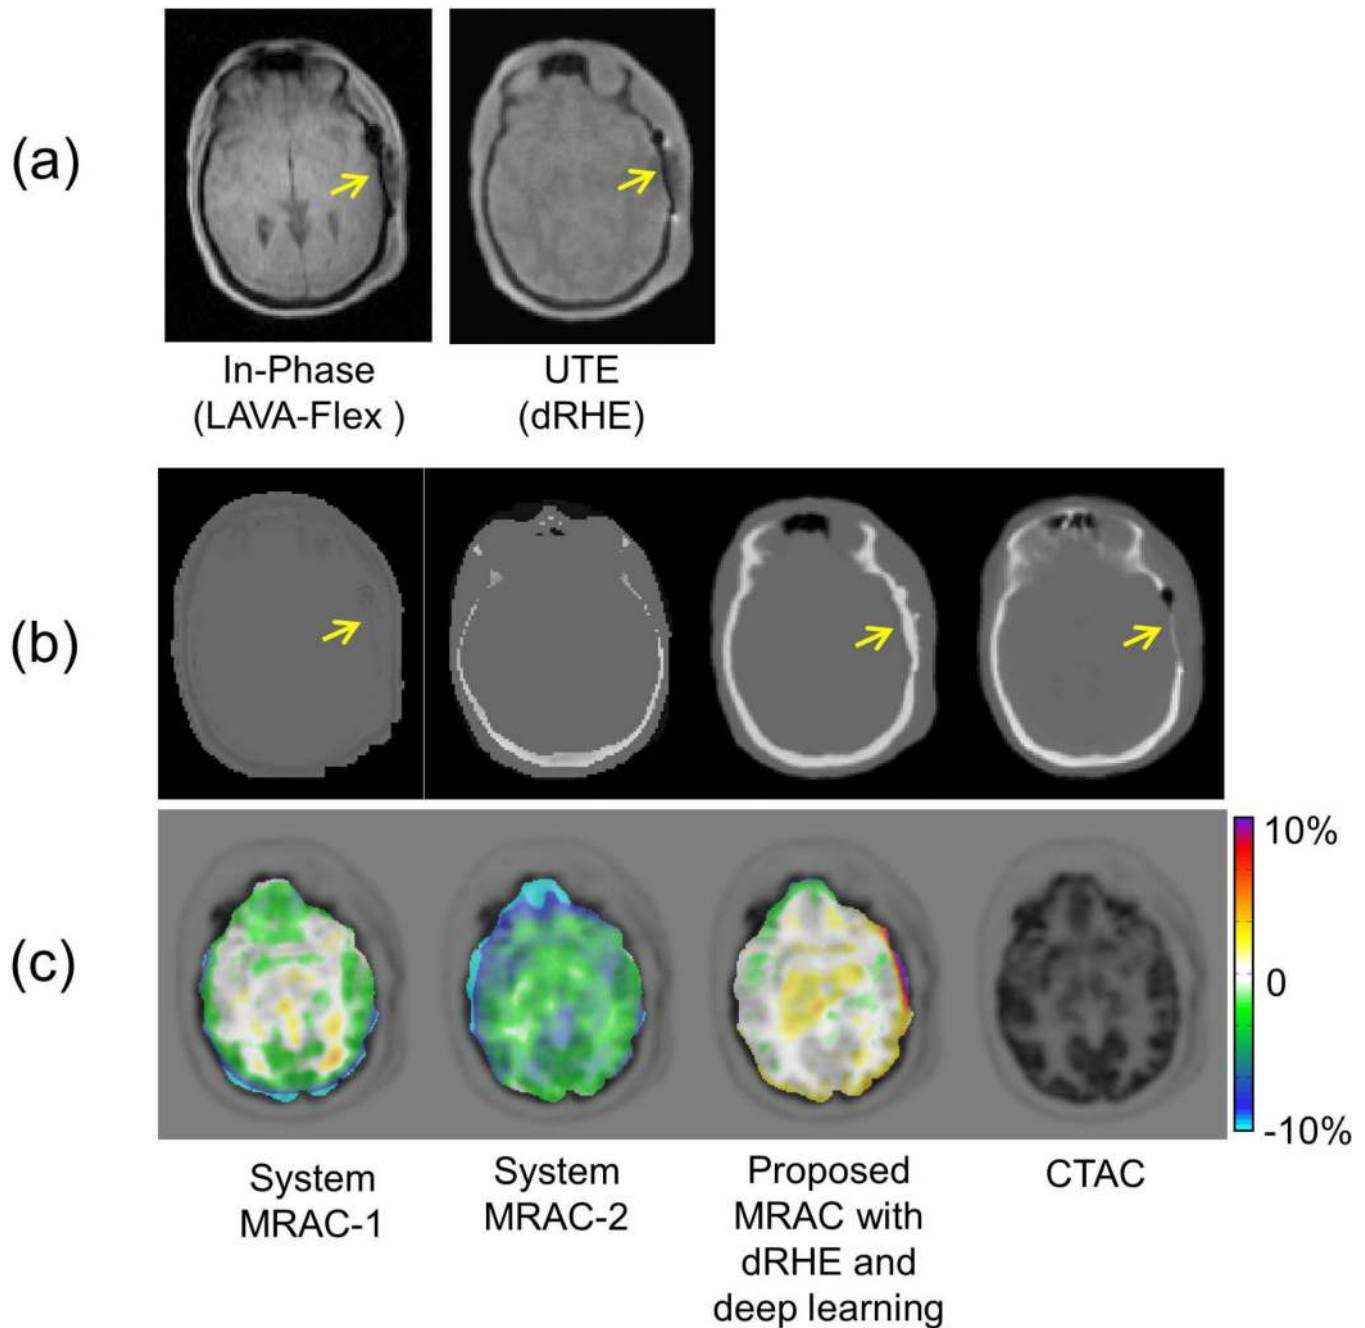 (a)
In-Phase
(LAVA-Flex )
UTE
(dRHE)
(b)
(c)
10%
0
-10%
System
MRAC-1
System
MRAC-2
Proposed
MRAC with
dRHE and
deep learning
CTAC